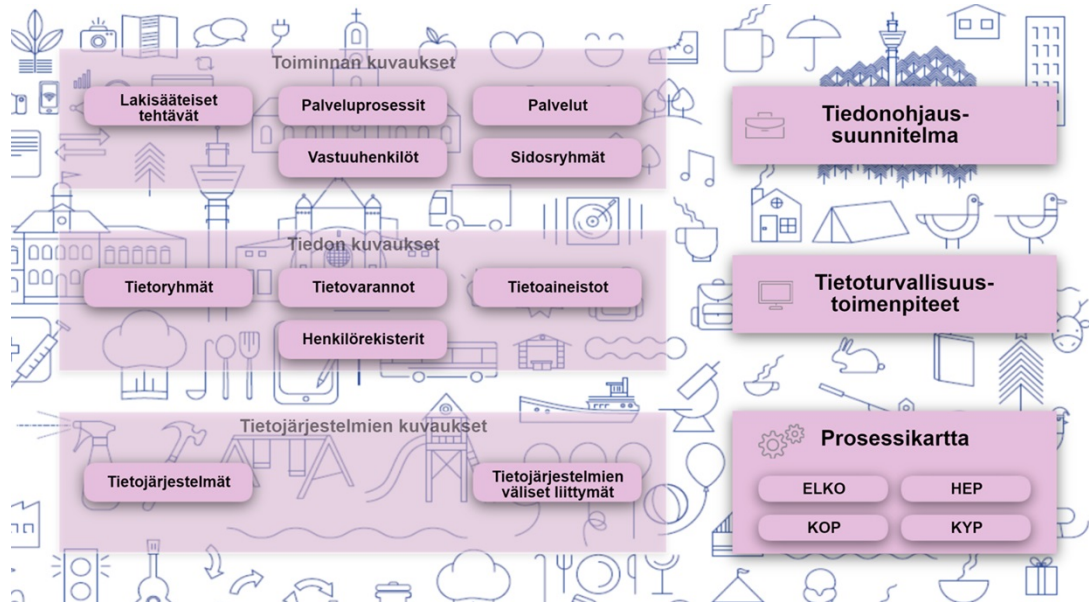 Toiminnan kuvaukset
Lakisääteiset
tehtävät
Palveluprosessit
Palvelut
Vastuuhenkilöt
Sidosryhmät
Tiedon kuvaukset
Tietoryhmät
Tietovarannot
Tietoaineistot
Henkilörekisterit
Tietojärjestelmien kuvaukset
Tietojärjestelmät
Tietojärjestelmien
väliset liittymät
Tiedonohjaus-
suunnitelma
Tietoturvallisuus-
toimenpiteet
Prosessikartta
ELKO
HEP
KOP
KYP